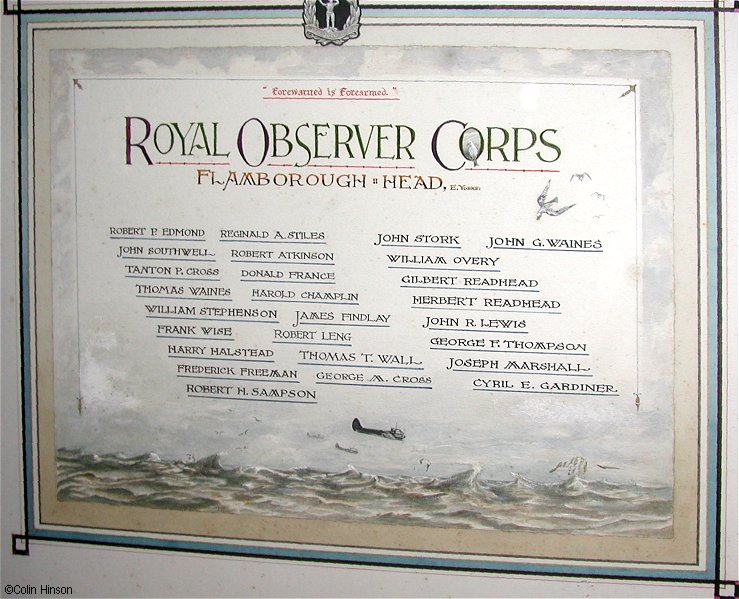 "Forewarned is Forearmed."
ROYAL OBSERVER CORPS
FLAMBOROUGH HEAD, E. YORKS
ROBERT P. EDMOND REGINALD A. STILES JOHN STORK JOHN G. WAINES
JOHN SOUTHWELL ROBERT ATKINSON WILLIAM OVERY
TANTON P. CROSS DONALD FRANCE GILBERT READHEAD
THOMAS WAINES HAROLD CHAMPLIN HERBERT READHEAD
WILLIAM STEPHENSON JAMES FINDLAY JOHN R. LEWIS
FRANK WISE ROBERT LENG GEORGE F. THOMPSON
HARRY HALSTEAD THOMAS T. WALL JOSEPH MARSHALL
FREDERICK FREEMAN GEORGE M. CROSS CYRIL E. GARDINER
ROBERT H. SAMPSON
©Colin Hinson